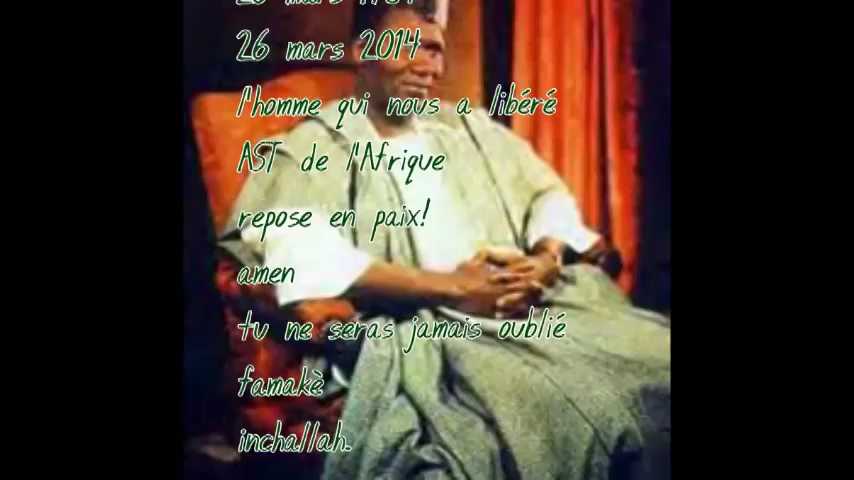 26 mars 2014
l'homme qui nous a libéré
AST de l'Afrique
repose en paix!
amen
tu ne seras jamais oublié
famakè
inchallah.